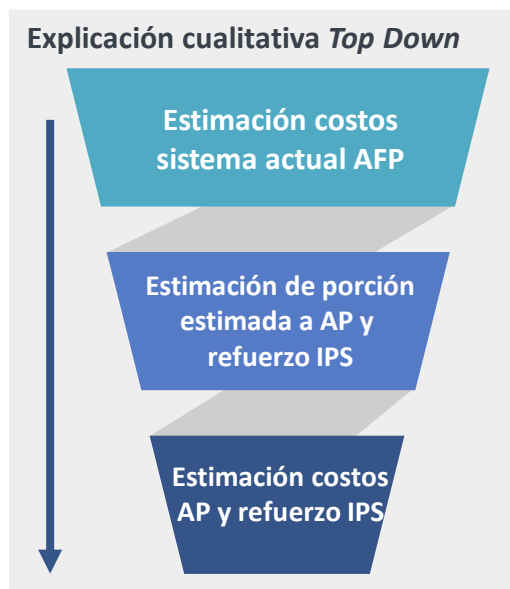 Explicación cualitativa Top Down
Estimación costos
sistema actual AFP
Estimación de porción
estimada a AP y
refuerzo IPS
Estimación costos
AP y refuerzo IPS